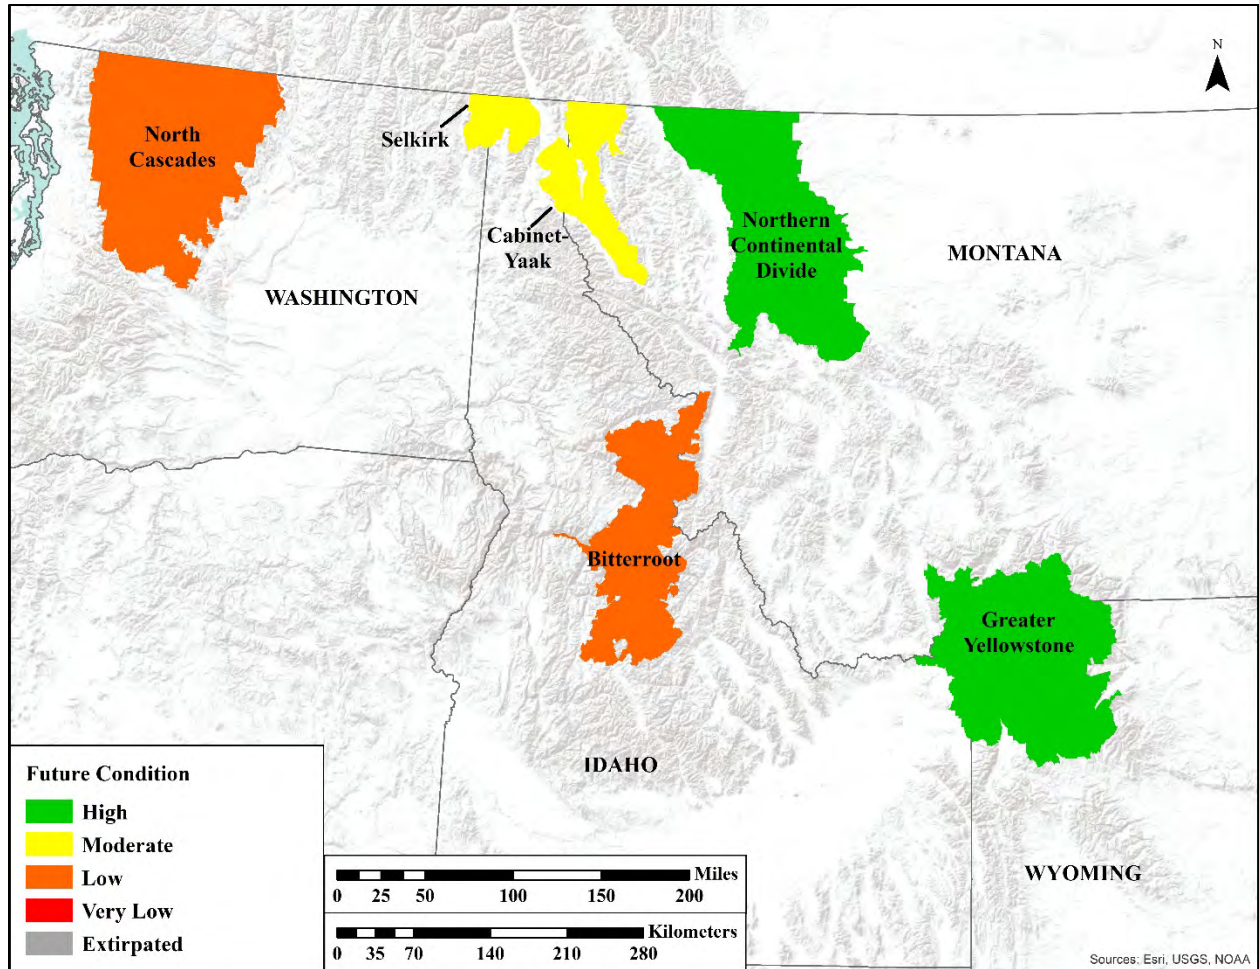 N
North
Cascades
Selkirk
Cabinet-
Yaak
Northern
Continental
Divide
MONTANA
WASHINGTON
Bitterroot
Greater
Yellowstone
IDAHO
WYOMING
Future Condition
High
Moderate
Low
Very Low
Extirpated
Miles
0 25 50 100 150 200
Kilometers
0 35 70 140 210 280
Sources: Esri, USGS, NOAA